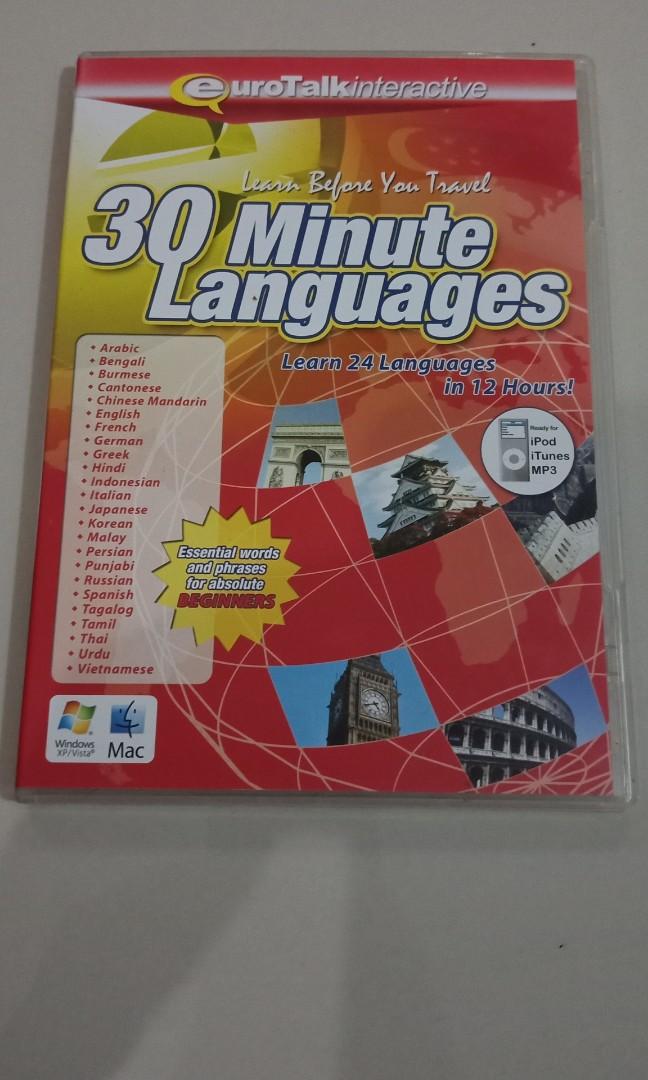 euroTalkinteractive
Learn Before You Travel
30 Minute
Languages
Learn 24 Languages
in 12 Hours!
Ready for
iPod
iTunes
MP3
• Arabic
• Bengali
• Burmese
• Cantonese
• Chinese Mandarin
• English
• French
• German
• Greek
• Hindi
• Indonesian
• Italian
• Japanese
• Korean
• Malay
• Persian
• Punjabi
• Russian
• Spanish
• Tagalog
• Tamil
• Thai
• Urdu
• Vietnamese
Essential words
and phrases
for absolute
BEGINNERS
Windows
XP/Vista®
Mac